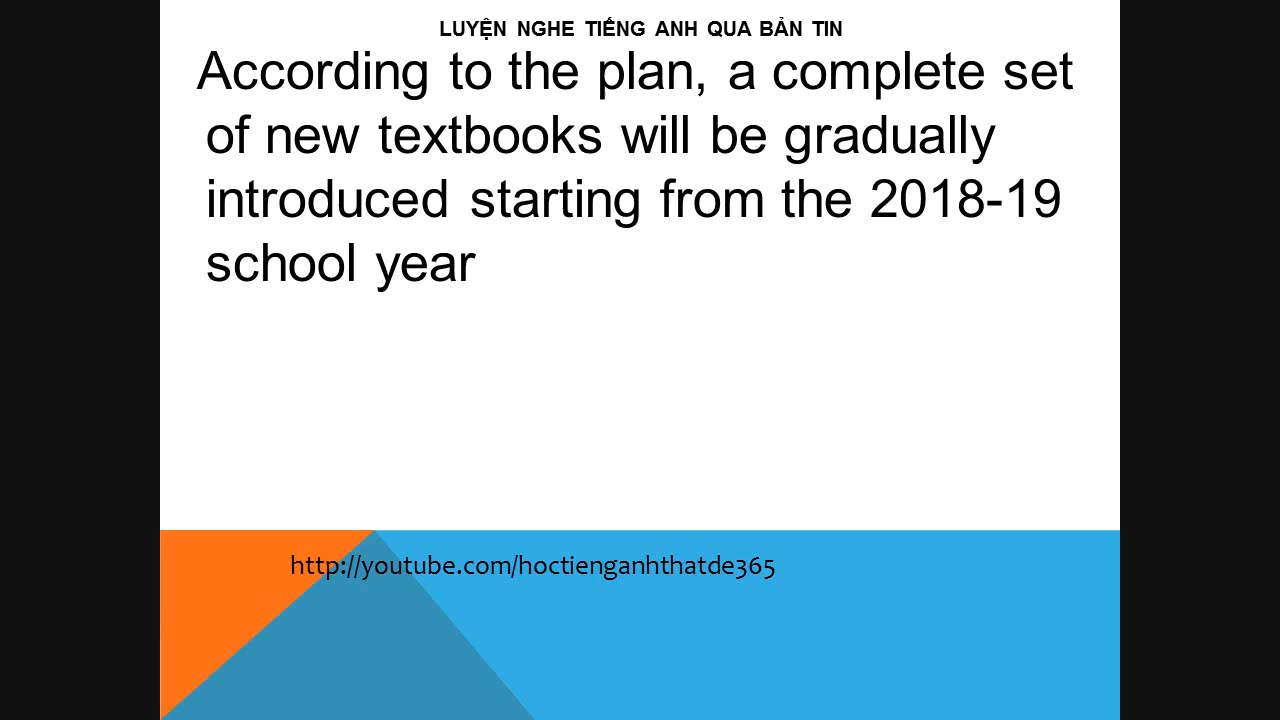 LUYỆN NGHE TIẾNG ANH QUA BẢN TIN
According to the plan, a complete set
of new textbooks will be gradually
introduced starting from the 2018-19
school year
http://youtube.com/hoctienganhthatde365